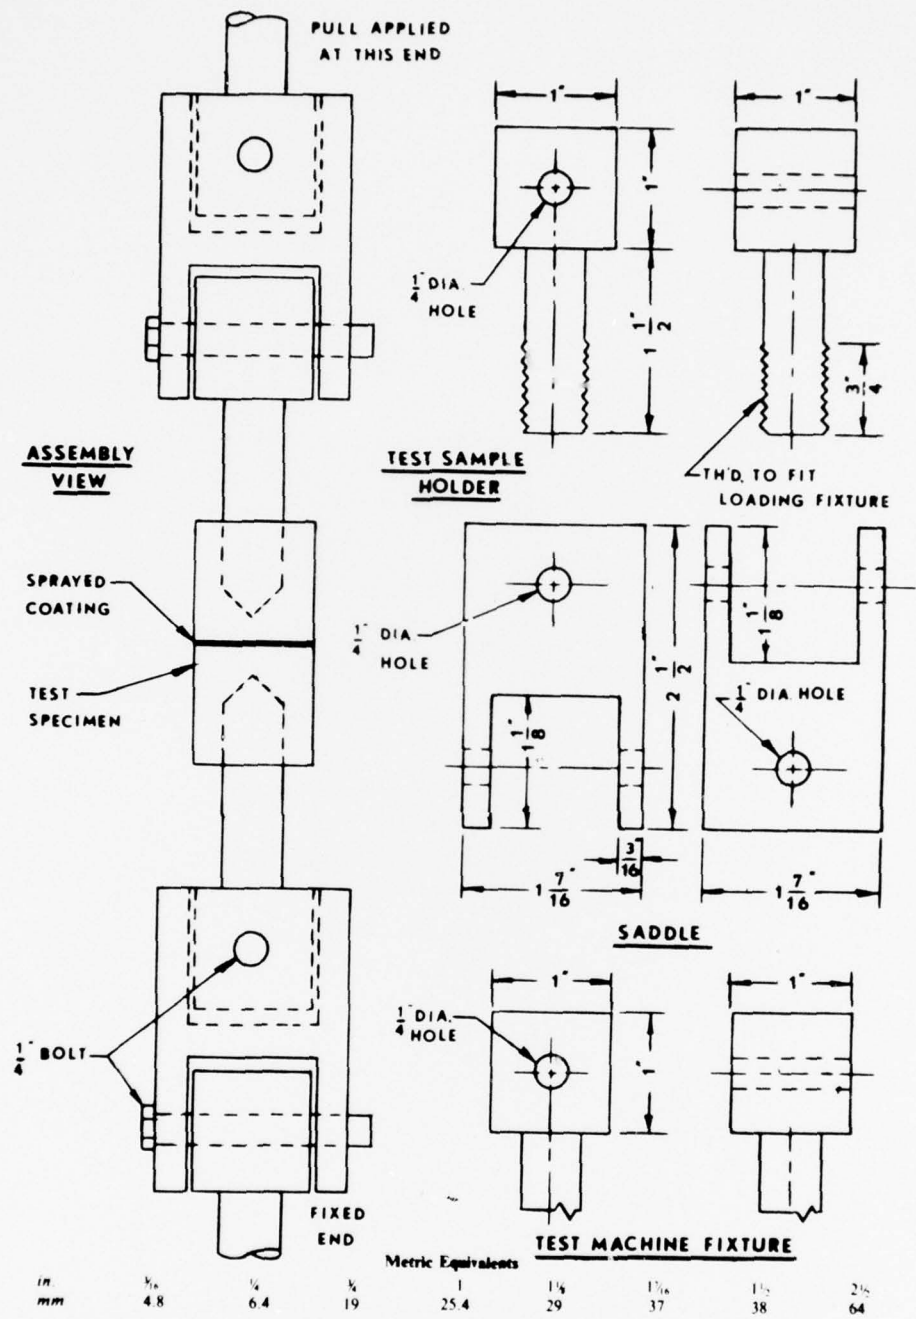 PULL APPLIED
AT THIS END
1"
1"
1"
1/4" DIA.
HOLE
1 1/2"
3/4"
ASSEMBLY
VIEW
TEST SAMPLE
HOLDER
TH'D. TO FIT
LOADING FIXTURE
SPRAYED
COATING
1/4" DIA
HOLE
1 1/8"
2 1/2"
1 1/8"
1/4" DIA. HOLE
TEST
SPECIMEN
3/16"
1 7/16"
1 7/16"
SADDLE
1"
1"
1/4" DIA.
HOLE
1"
1/4" BOLT
FIXED
END
TEST MACHINE FIXTURE
Metric Equivalents
in. 3/16 1/4 3/4 1 1 1/8 1 7/16 1 1/2 2 1/2
mm 4.8 6.4 19 25.4 29 37 38 64